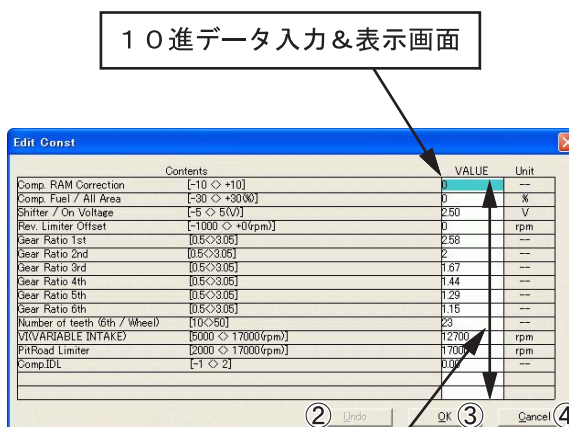 １０進データ入力&表示画面
Edit Const
Contents VALUE Unit
Comp. RAM Correction [-10 <> +10] 0 --
Comp. Fuel / All Area [-30 <> +30(%)] 0 %
Shifter / On Voltage [-5 <> 5(V)] 2.50 V
Rev. Limiter Offset [-1000 <> +0(rpm)] 0 rpm
Gear Ratio 1st [0.5<>3.05] 2.58 --
Gear Ratio 2nd [0.5<>3.05] 2 --
Gear Ratio 3rd [0.5<>3.05] 1.67 --
Gear Ratio 4th [0.5<>3.05] 1.44 --
Gear Ratio 5th [0.5<>3.05] 1.29 --
Gear Ratio 6th [0.5<>3.05] 1.15 --
Number of teeth (6th / Wheel) [10<>50] 23 --
VI(VARIABLE INTAKE) [5000 <> 17000(rpm)] 12700 rpm
PitRoad Limiter [2000 <> 17000(rpm)] 17000 rpm
Comp.IDL [-1 <> 2] 0.00 --
② Undo OK ③ Cancel ④